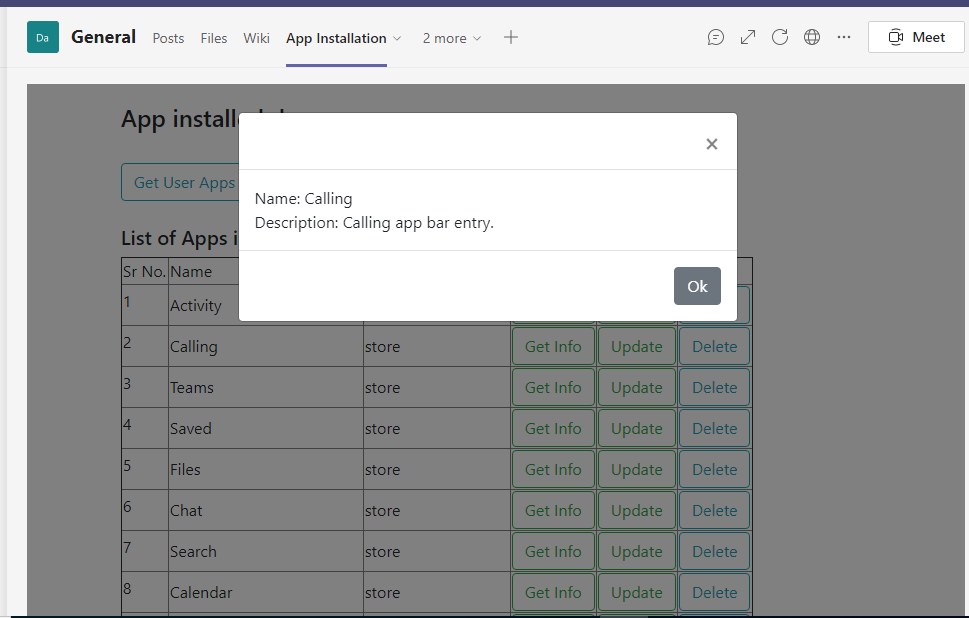 Da General Posts Files Wiki App Installation 2 more Meet
App installed
Name: Calling
Description: Calling app bar entry.
Ok
Get User Apps
List of Apps
Sr No. Name
1 Activity
2 Calling store Get Info Update Delete
3 Teams store Get Info Update Delete
4 Saved store Get Info Update Delete
5 Files store Get Info Update Delete
6 Chat store Get Info Update Delete
7 Search store Get Info Update Delete
8 Calendar store Get Info Update Delete